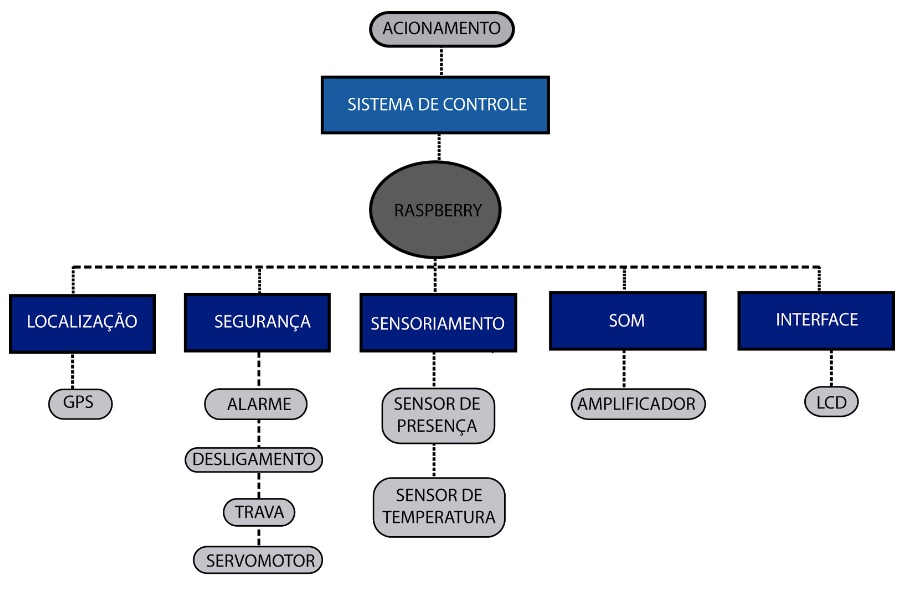 ACIONAMENTO
SISTEMA DE CONTROLE
RASPBERRY
LOCALIZAÇÃO
SEGURANÇA
SENSORIAMENTO
SOM
INTERFACE
GPS
ALARME
DESLIGAMENTO
TRAVA
SERVOMOTOR
SENSOR DE
PRESENÇA
SENSOR DE
TEMPERATURA
AMPLIFICADOR
LCD